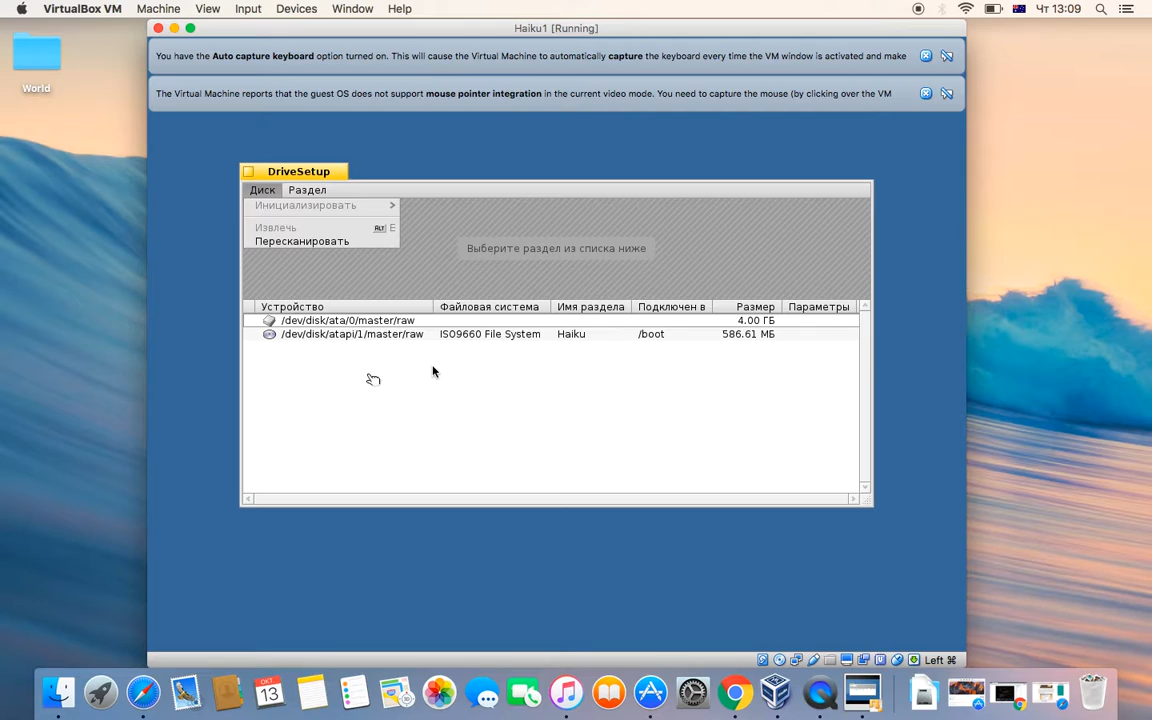 VirtualBox VM Machine View Input Devices Window Help Чт 13:09
Haiku1 [Running]
World
You have the Auto capture keyboard option turned on. This will cause the Virtual Machine to automatically capture the keyboard every time the VM window is activated and make
The Virtual Machine reports that the guest OS does not support mouse pointer integration in the current video mode. You need to capture the mouse (by clicking over the VM
DriveSetup
Диск Раздел
Инициализировать
Извлечь ALT E
Пересканировать
Выберите раздел из списка ниже
Устройство Файловая система Имя раздела Подключен в Размер Параметры
/dev/disk/ata/0/master/raw 4.00 ГБ
/dev/disk/atapi/1/master/raw ISO9660 File System Haiku /boot 586.61 МБ
Left ⌘
ОКТ
13